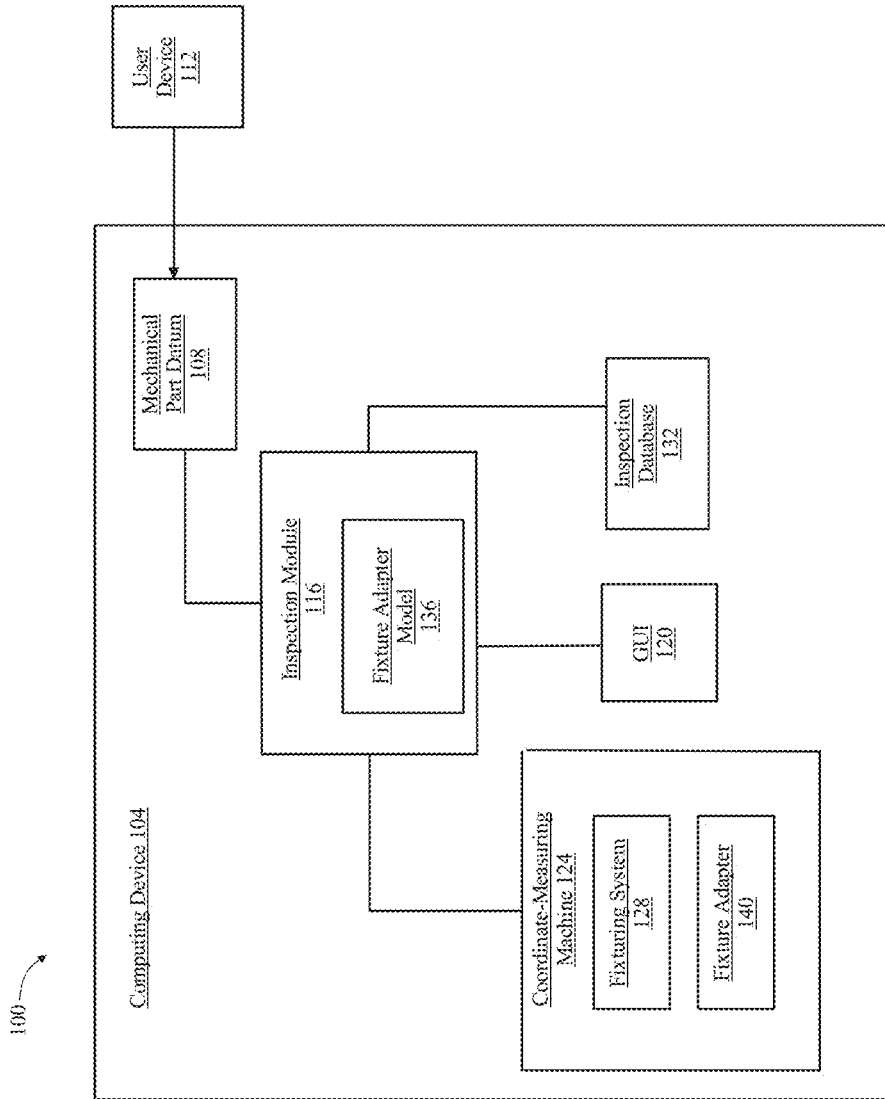 100
Computing Device 104
User
Device
112
Mechanical
Part Datum
108
Inspection Module
116
Fixture Adapter
Model
136
Coordinate-Measuring
Machine 124
Fixturing System
128
Fixture Adapter
140
GUI
120
Inspection
Database
132